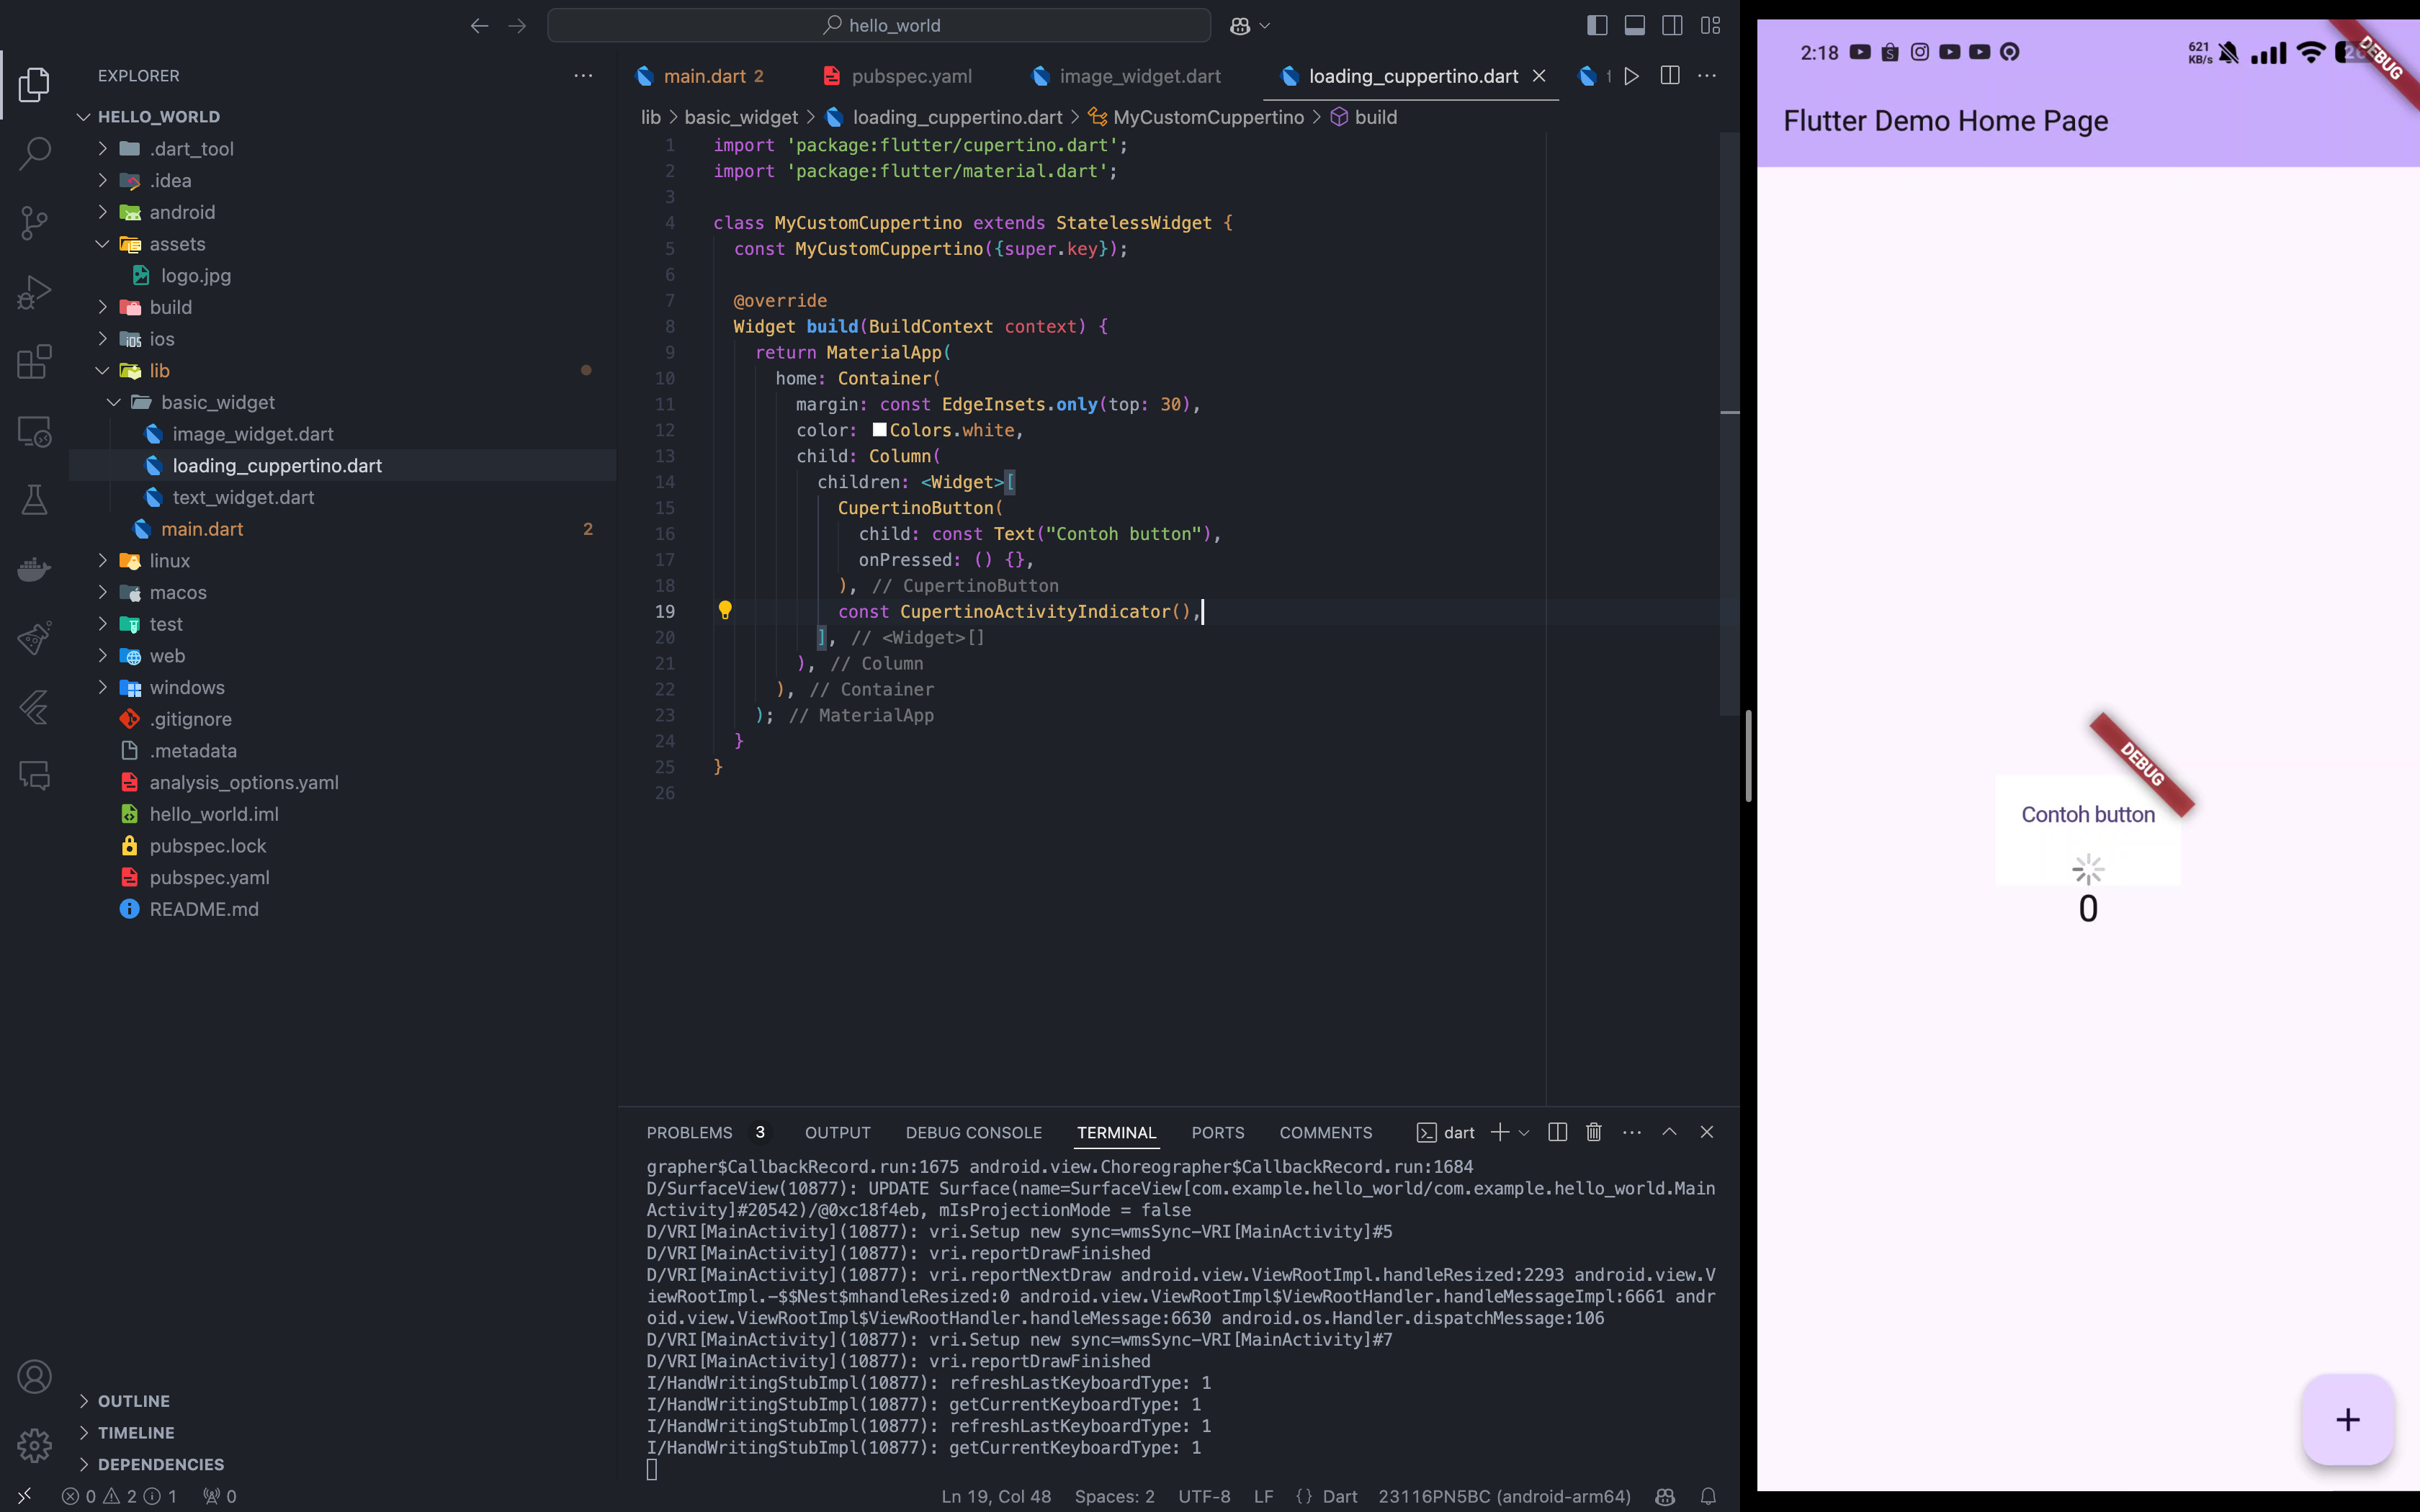 hello_world
EXPLORER
HELLO_WORLD
.dart_tool
.idea
android
assets
logo.jpg
build
ios
lib
basic_widget
image_widget.dart
loading_cuppertino.dart
text_widget.dart
main.dart 2
linux
macos
test
web
windows
.gitignore
.metadata
analysis_options.yaml
hello_world.iml
pubspec.lock
pubspec.yaml
README.md
OUTLINE
TIMELINE
DEPENDENCIES
main.dart 2 pubspec.yaml image_widget.dart loading_cuppertino.dart
lib > basic_widget > loading_cuppertino.dart > MyCustomCuppertino > build
1 import 'package:flutter/cupertino.dart';
2 import 'package:flutter/material.dart';
3
4 class MyCustomCuppertino extends StatelessWidget {
5 const MyCustomCuppertino({super.key});
6
7 @override
8 Widget build(BuildContext context) {
9 return MaterialApp(
10 home: Container(
11 margin: const EdgeInsets.only(top: 30),
12 color: Colors.white,
13 child: Column(
14 children: <Widget>[
15 CupertinoButton(
16 child: const Text("Contoh button"),
17 onPressed: () {},
18 ), // CupertinoButton
19 const CupertinoActivityIndicator(),
20 ], // <Widget>[]
21 ), // Column
22 ), // Container
23 ); // MaterialApp
24 }
25 }
26
PROBLEMS 3 OUTPUT DEBUG CONSOLE TERMINAL PORTS COMMENTS dart
grapher$CallbackRecord.run:1675 android.view.Choreographer$CallbackRecord.run:1684
D/SurfaceView(10877): UPDATE Surface(name=SurfaceView[com.example.hello_world/com.example.hello_world.Main
Activity]#20542)/@0xc18f4eb, mIsProjectionMode = false
D/VRI[MainActivity](10877): vri.Setup new sync=wmsSync-VRI[MainActivity]#5
D/VRI[MainActivity](10877): vri.reportDrawFinished
D/VRI[MainActivity](10877): vri.reportNextDraw android.view.ViewRootImpl.handleResized:2293 android.view.V
iewRootImpl.-$$Nest$mhandleResized:0 android.view.ViewRootImpl$ViewRootHandler.handleMessageImpl:6661 andr
oid.view.ViewRootImpl$ViewRootHandler.handleMessage:6630 android.os.Handler.dispatchMessage:106
D/VRI[MainActivity](10877): vri.Setup new sync=wmsSync-VRI[MainActivity]#7
D/VRI[MainActivity](10877): vri.reportDrawFinished
I/HandWritingStubImpl(10877): refreshLastKeyboardType: 1
I/HandWritingStubImpl(10877): getCurrentKeyboardType: 1
I/HandWritingStubImpl(10877): refreshLastKeyboardType: 1
I/HandWritingStubImpl(10877): getCurrentKeyboardType: 1
0 2 1 0 Ln 19, Col 48 Spaces: 2 UTF-8 LF {} Dart 23116PN5BC (android-arm64)
2:18 621 KB/s
DEBUG
Flutter Demo Home Page
DEBUG
Contoh button
0
+